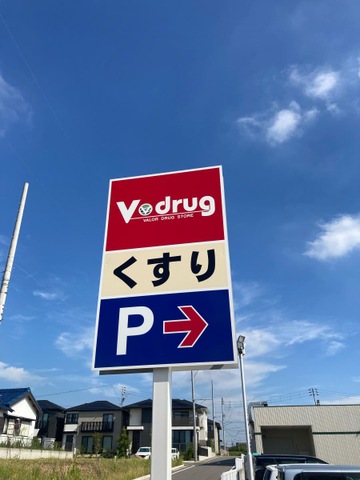 V・drug
VALOR DRUG STORE
くすり
P →